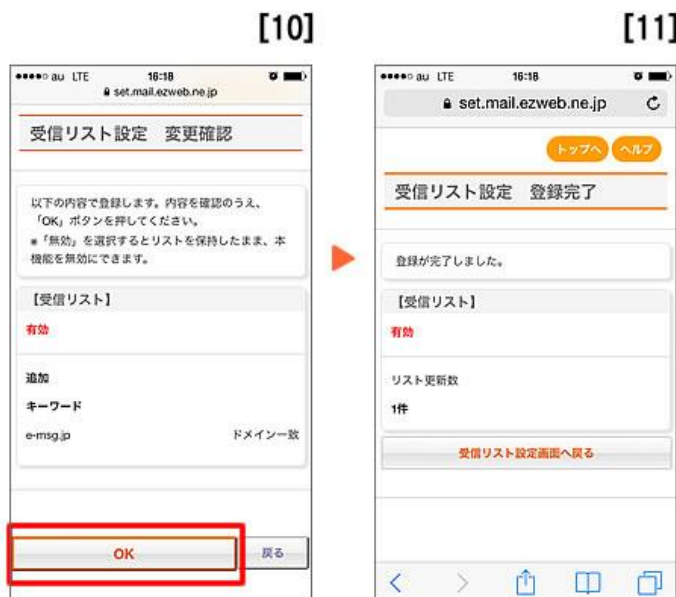 [10]
au LTE 16:18
set.mail.ezweb.ne.jp
受信リスト設定 変更確認
以下の内容で登録します。内容を確認のうえ、
「OK」ボタンを押してください。
※「無効」を選択するとリストを保持したまま、本
機能を無効にできます。
【受信リスト】
有効
追加
キーワード
e-msg.jp ドメイン一致
OK 戻る
[11]
au LTE 16:18
set.mail.ezweb.ne.jp
トップへ ヘルプ
受信リスト設定 登録完了
登録が完了しました。
【受信リスト】
有効
リスト更新数
1件
受信リスト設定画面へ戻る